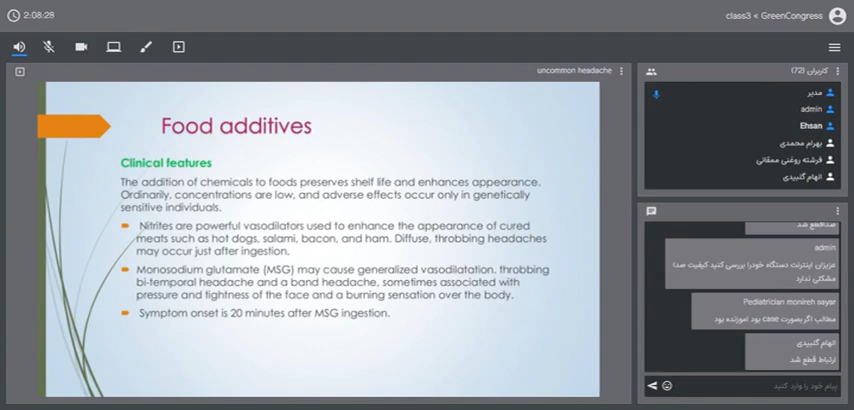 2:08:28
class3 < GreenCongress
uncommon headache
Food additives
Clinical features
The addition of chemicals to foods preserves shelf life and enhances appearance.
Ordinarily, concentrations are low, and adverse effects occur only in genetically
sensitive individuals.
Nitrites are powerful vasodilators used to enhance the appearance of cured
meats such as hot dogs, salami, bacon, and ham. Diffuse, throbbing headaches
may occur just after ingestion.
Monosodium glutamate (MSG) may cause generalized vasodilatation, throbbing
bi-temporal headache and a band headache, sometimes associated with
pressure and tightness of the face and a burning sensation over the body.
Symptom onset is 20 minutes after MSG ingestion.
کاربران (72)
مدیر
admin
Ehsan
بهرام محمدی
فرشته روغنی ممقانی
الهام گلبیدی
صداقطع شد
admin
عزیزان اینترنت دستگاه خودرا بررسی کنید کیفیت صدا
مشکلی ندارد
Pediatrician monireh sayar
مطالب اگر بصورت case بود اموزنده بود
الهام گلبیدی
ارتباط قطع شد
پیام خود را وارد کنید